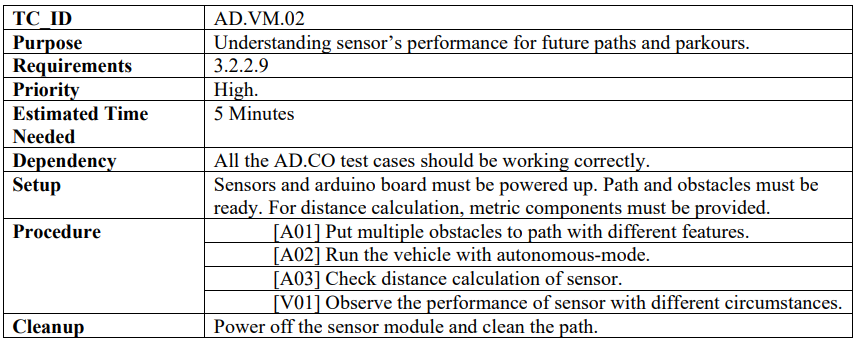 TC_ID AD.VM.02
Purpose Understanding sensor's performance for future paths and parkours.
Requirements 3.2.2.9
Priority High.
Estimated Time Needed 5 Minutes
Dependency All the AD.CO test cases should be working correctly.
Setup Sensors and arduino board must be powered up. Path and obstacles must be
ready. For distance calculation, metric components must be provided.
Procedure [A01] Put multiple obstacles to path with different features.
[A02] Run the vehicle with autonomous-mode.
[A03] Check distance calculation of sensor.
[V01] Observe the performance of sensor with different circumstances.
Cleanup Power off the sensor module and clean the path.